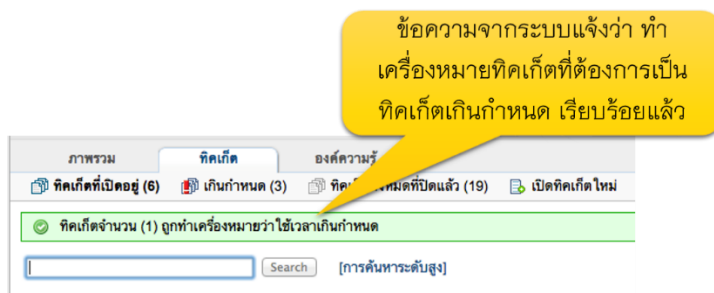 ข้อความจากระบบแจ้งว่า ทำ
เครื่องหมายทิคเก็ตที่ต้องการเป็น
ทิคเก็ตเกินกำหนด เรียบร้อยแล้ว
ภาพรวม ทิคเก็ต องค์ความรู้
ทิคเก็ตที่เปิดอยู่ (6) เกินกำหนด (3) ที่ปิดแล้ว (19) เปิดทิคเก็ตใหม่
ทิคเก็ตจำนวน (1) ถูกทำเครื่องหมายว่าใช้เวลาเกินกำหนด
Search [การค้นหาระดับสูง]